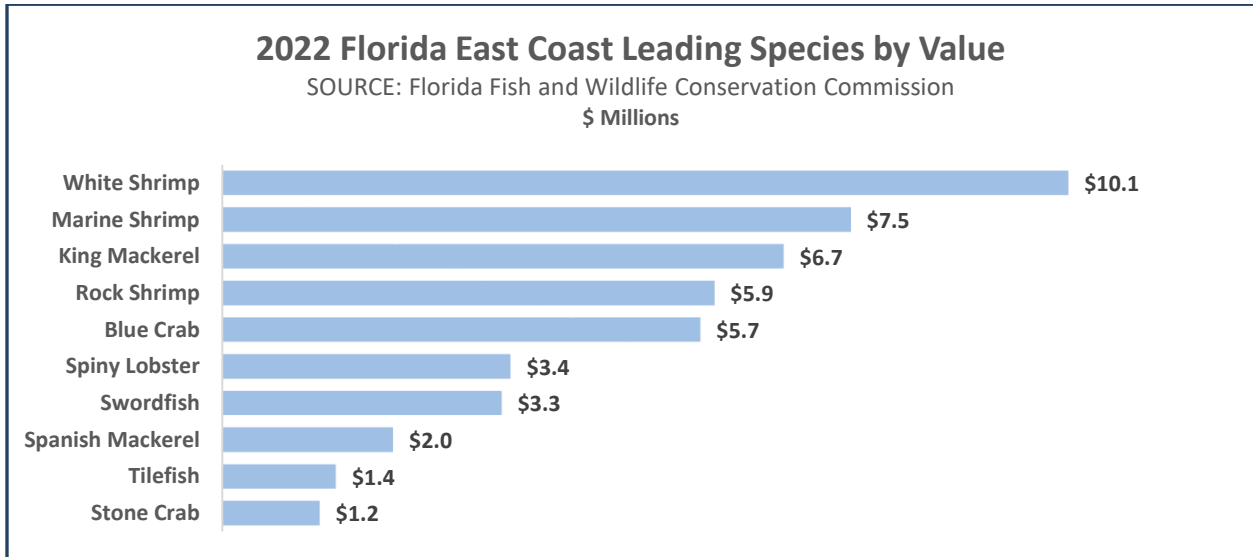 2022 Florida East Coast Leading Species by Value
SOURCE: Florida Fish and Wildlife Conservation Commission
$ Millions
White Shrimp $10.1
Marine Shrimp $7.5
King Mackerel $6.7
Rock Shrimp $5.9
Blue Crab $5.7
Spiny Lobster $3.4
Swordfish $3.3
Spanish Mackerel $2.0
Tilefish $1.4
Stone Crab $1.2